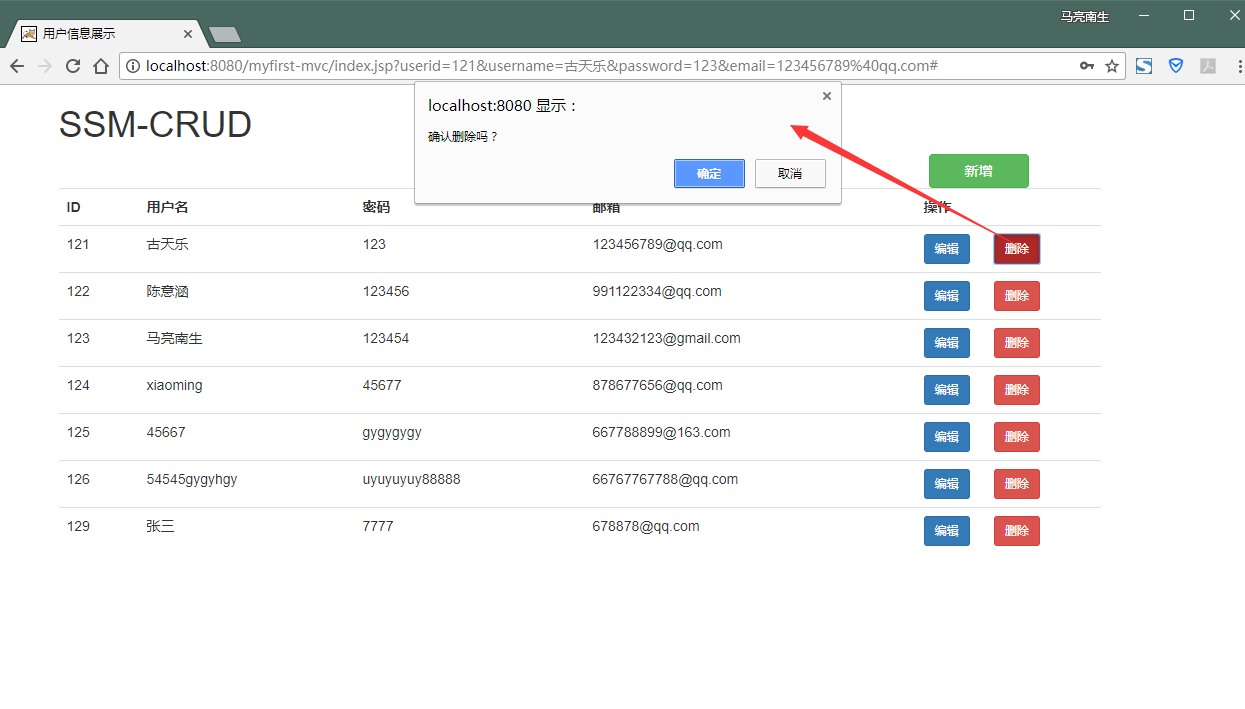 马亮南生
用户信息展示
localhost:8080/myfirst-mvc/index.jsp?userid=121&username=古天乐&password=123&email=123456789%40qq.com#
localhost:8080 显示：
确认删除吗？
确定 取消
SSM-CRUD
新增
ID 用户名 密码 邮箱 操作
121 古天乐 123 123456789@qq.com 编辑 删除
122 陈意涵 123456 991122334@qq.com 编辑 删除
123 马亮南生 123454 123432123@gmail.com 编辑 删除
124 xiaoming 45677 878677656@qq.com 编辑 删除
125 45667 gygygygy 667788899@163.com 编辑 删除
126 54545gygyhgy uyuyuyuy88888 66767767788@qq.com 编辑 删除
129 张三 7777 678878@qq.com 编辑 删除